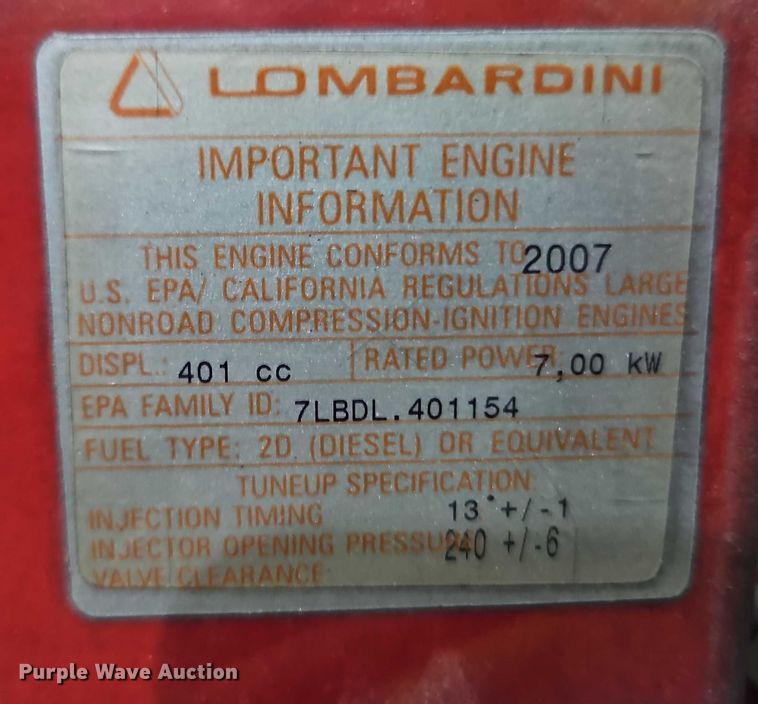 LOMBARDINI
IMPORTANT ENGINE
INFORMATION
THIS ENGINE CONFORMS TO 2007
U.S. EPA/ CALIFORNIA REGULATIONS LARGE
NONROAD COMPRESSION-IGNITION ENGINES
DISPL.: 401 cc RATED POWER: 7,00 kW
EPA FAMILY ID: 7LBDL.401154
FUEL TYPE: 2D (DIESEL) OR EQUIVALENT
TUNEUP SPECIFICATION:
INJECTION TIMING 13°+/-1
INJECTOR OPENING PRESSURE 240 +/-6
VALVE CLEARANCE
Purple Wave Auction